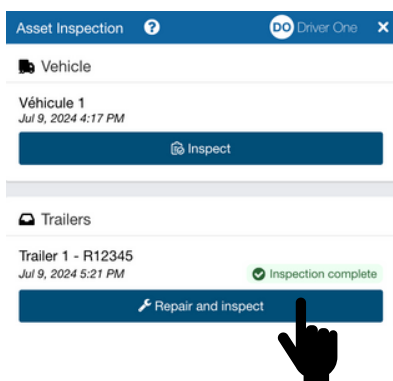 Asset Inspection ? DO Driver One ×
Vehicle
Véhicule 1
Jul 9, 2024 4:17 PM
Inspect
Trailers
Trailer 1 - R12345
Jul 9, 2024 5:21 PM Inspection complete
Repair and inspect